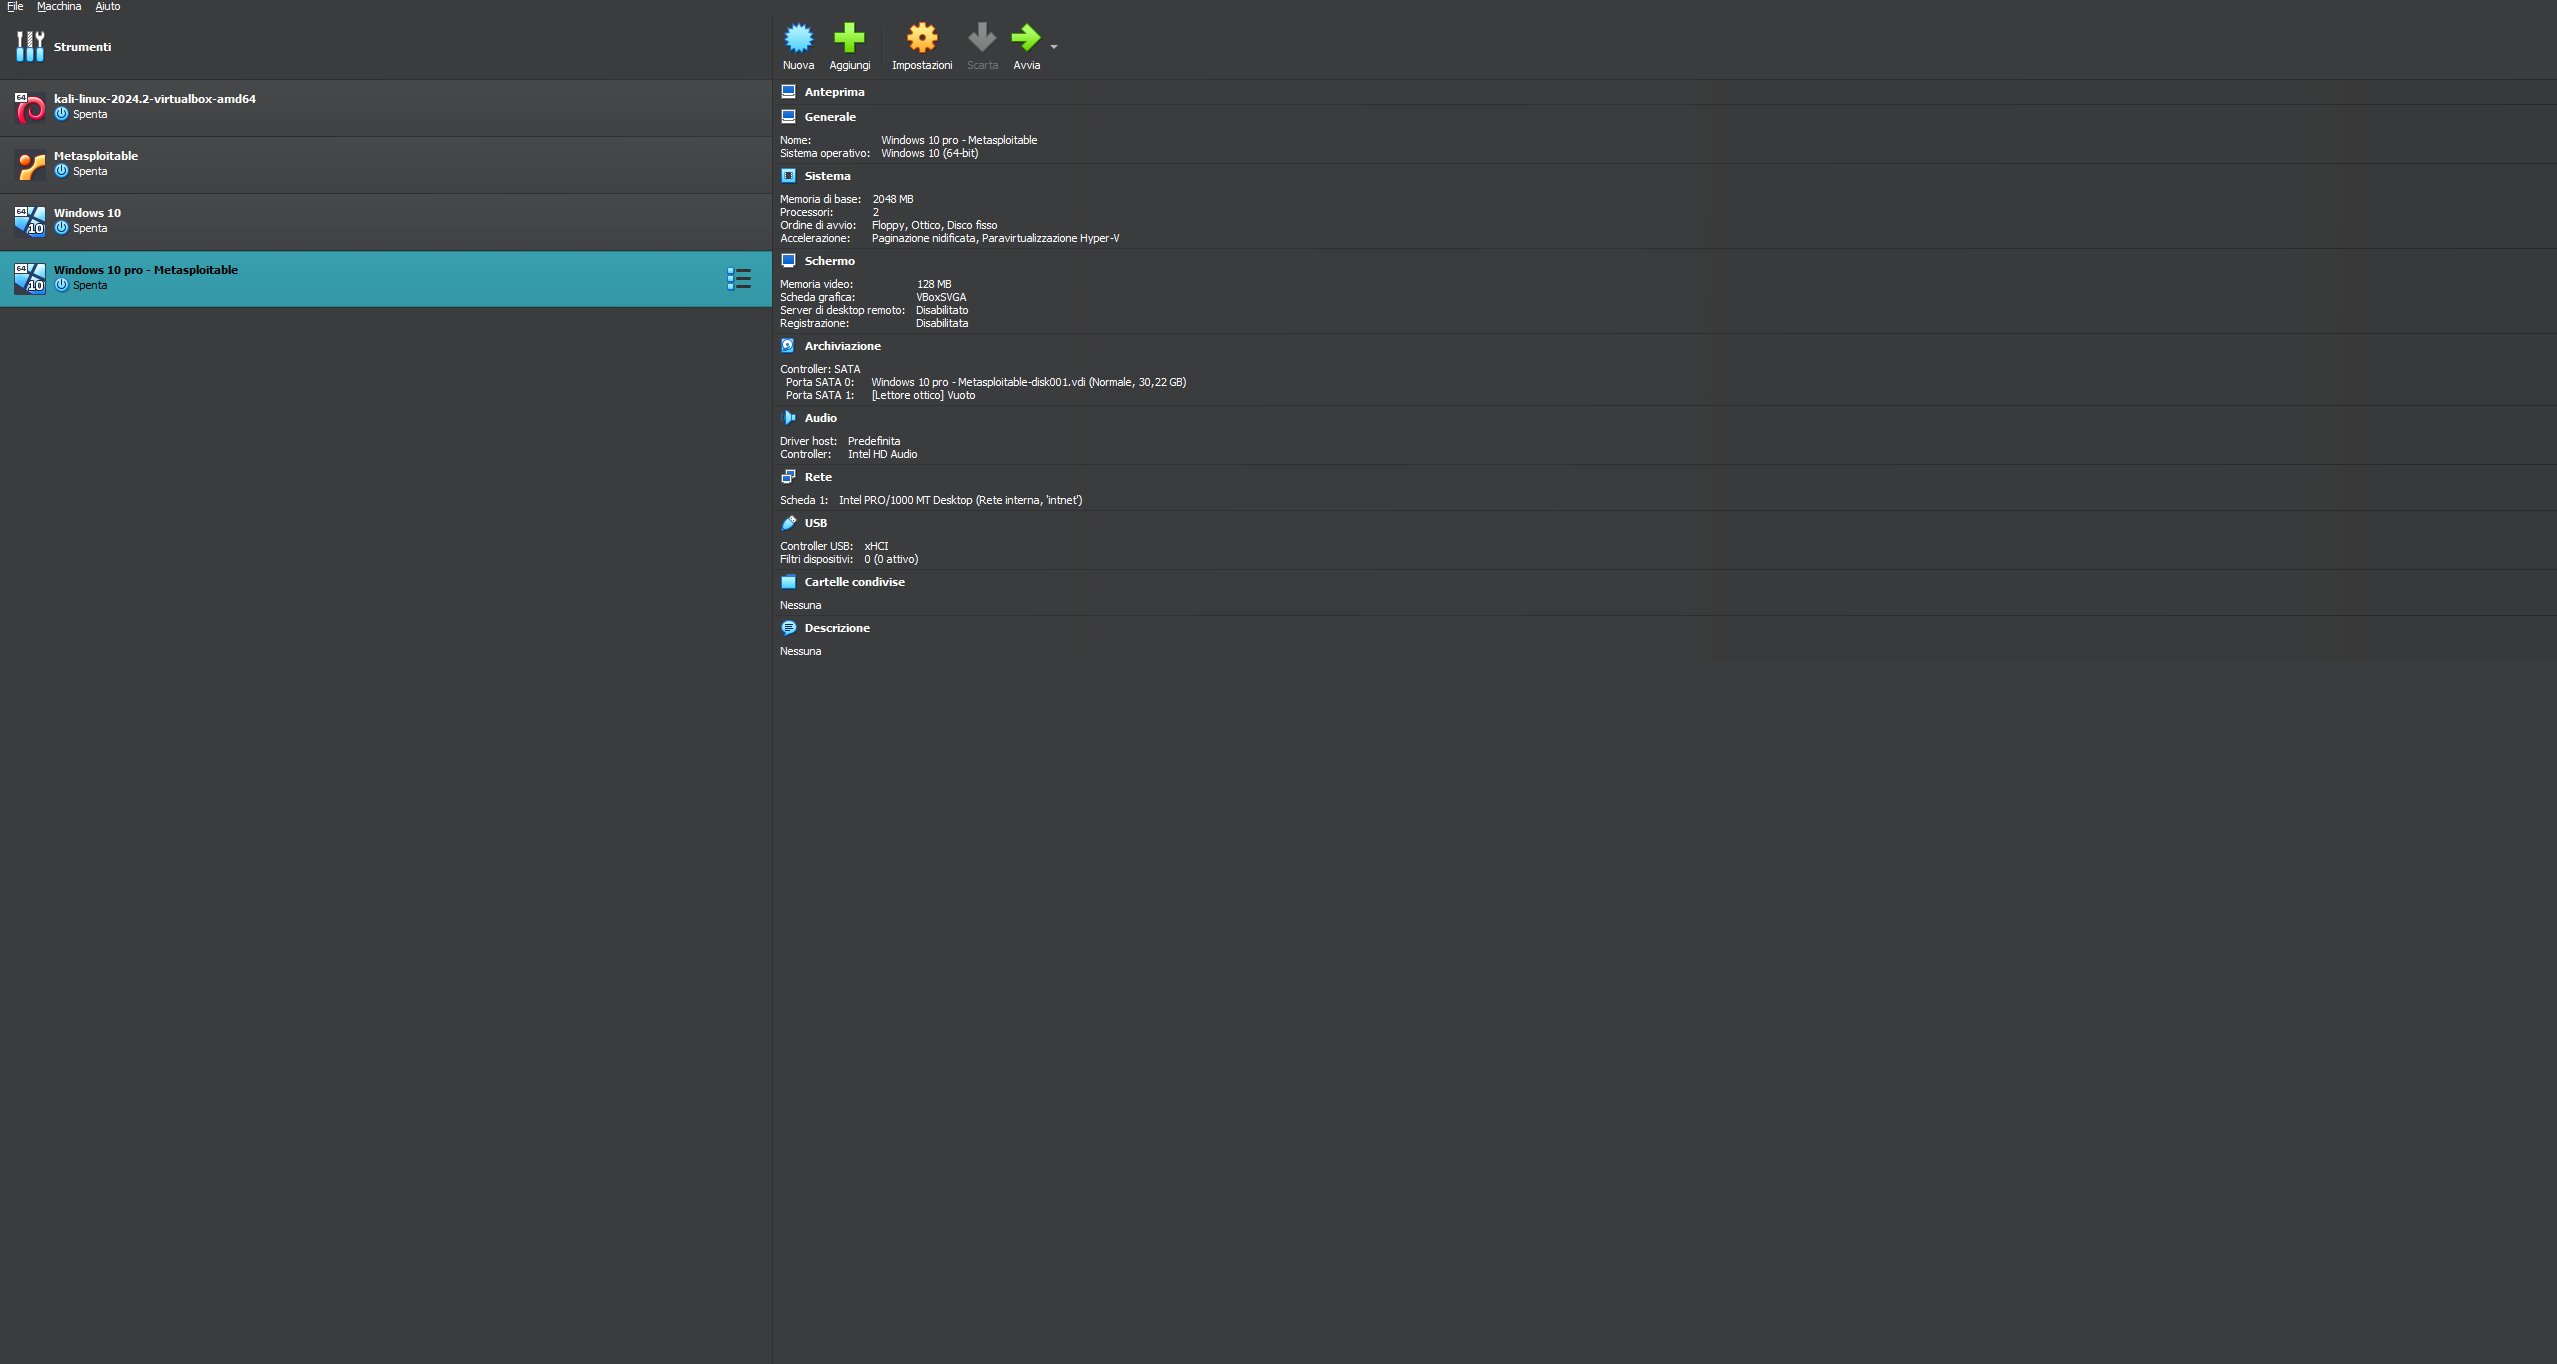 File Macchina Aiuto
Strumenti
64
kali-linux-2024.2-virtualbox-amd64
Spenta
Metasploitable
Spenta
64
10
Windows 10
Spenta
64
10
Windows 10 pro - Metasploitable
Spenta
Nuova Aggiungi Impostazioni Scarta Avvia
Anteprima
Generale
Nome: Windows 10 pro - Metasploitable
Sistema operativo: Windows 10 (64-bit)
Sistema
Memoria di base: 2048 MB
Processori: 2
Ordine di avvio: Floppy, Ottico, Disco fisso
Accelerazione: Paginazione nidificata, Paravirtualizzazione Hyper-V
Schermo
Memoria video: 128 MB
Scheda grafica: VBoxSVGA
Server di desktop remoto: Disabilitato
Registrazione: Disabilitata
Archiviazione
Controller: SATA
Porta SATA 0: Windows 10 pro - Metasploitable-disk001.vdi (Normale, 30,22 GB)
Porta SATA 1: [Lettore ottico] Vuoto
Audio
Driver host: Predefinita
Controller: Intel HD Audio
Rete
Scheda 1: Intel PRO/1000 MT Desktop (Rete interna, 'intnet')
USB
Controller USB: xHCI
Filtri dispositivi: 0 (0 attivo)
Cartelle condivise
Nessuna
Descrizione
Nessuna